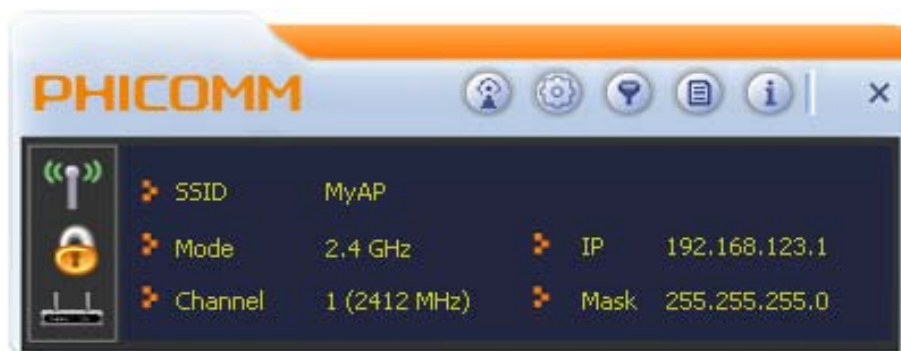 PHICOMM
SSID MyAP
Mode 2.4 GHz IP 192.168.123.1
Channel 1 (2412 MHz) Mask 255.255.255.0